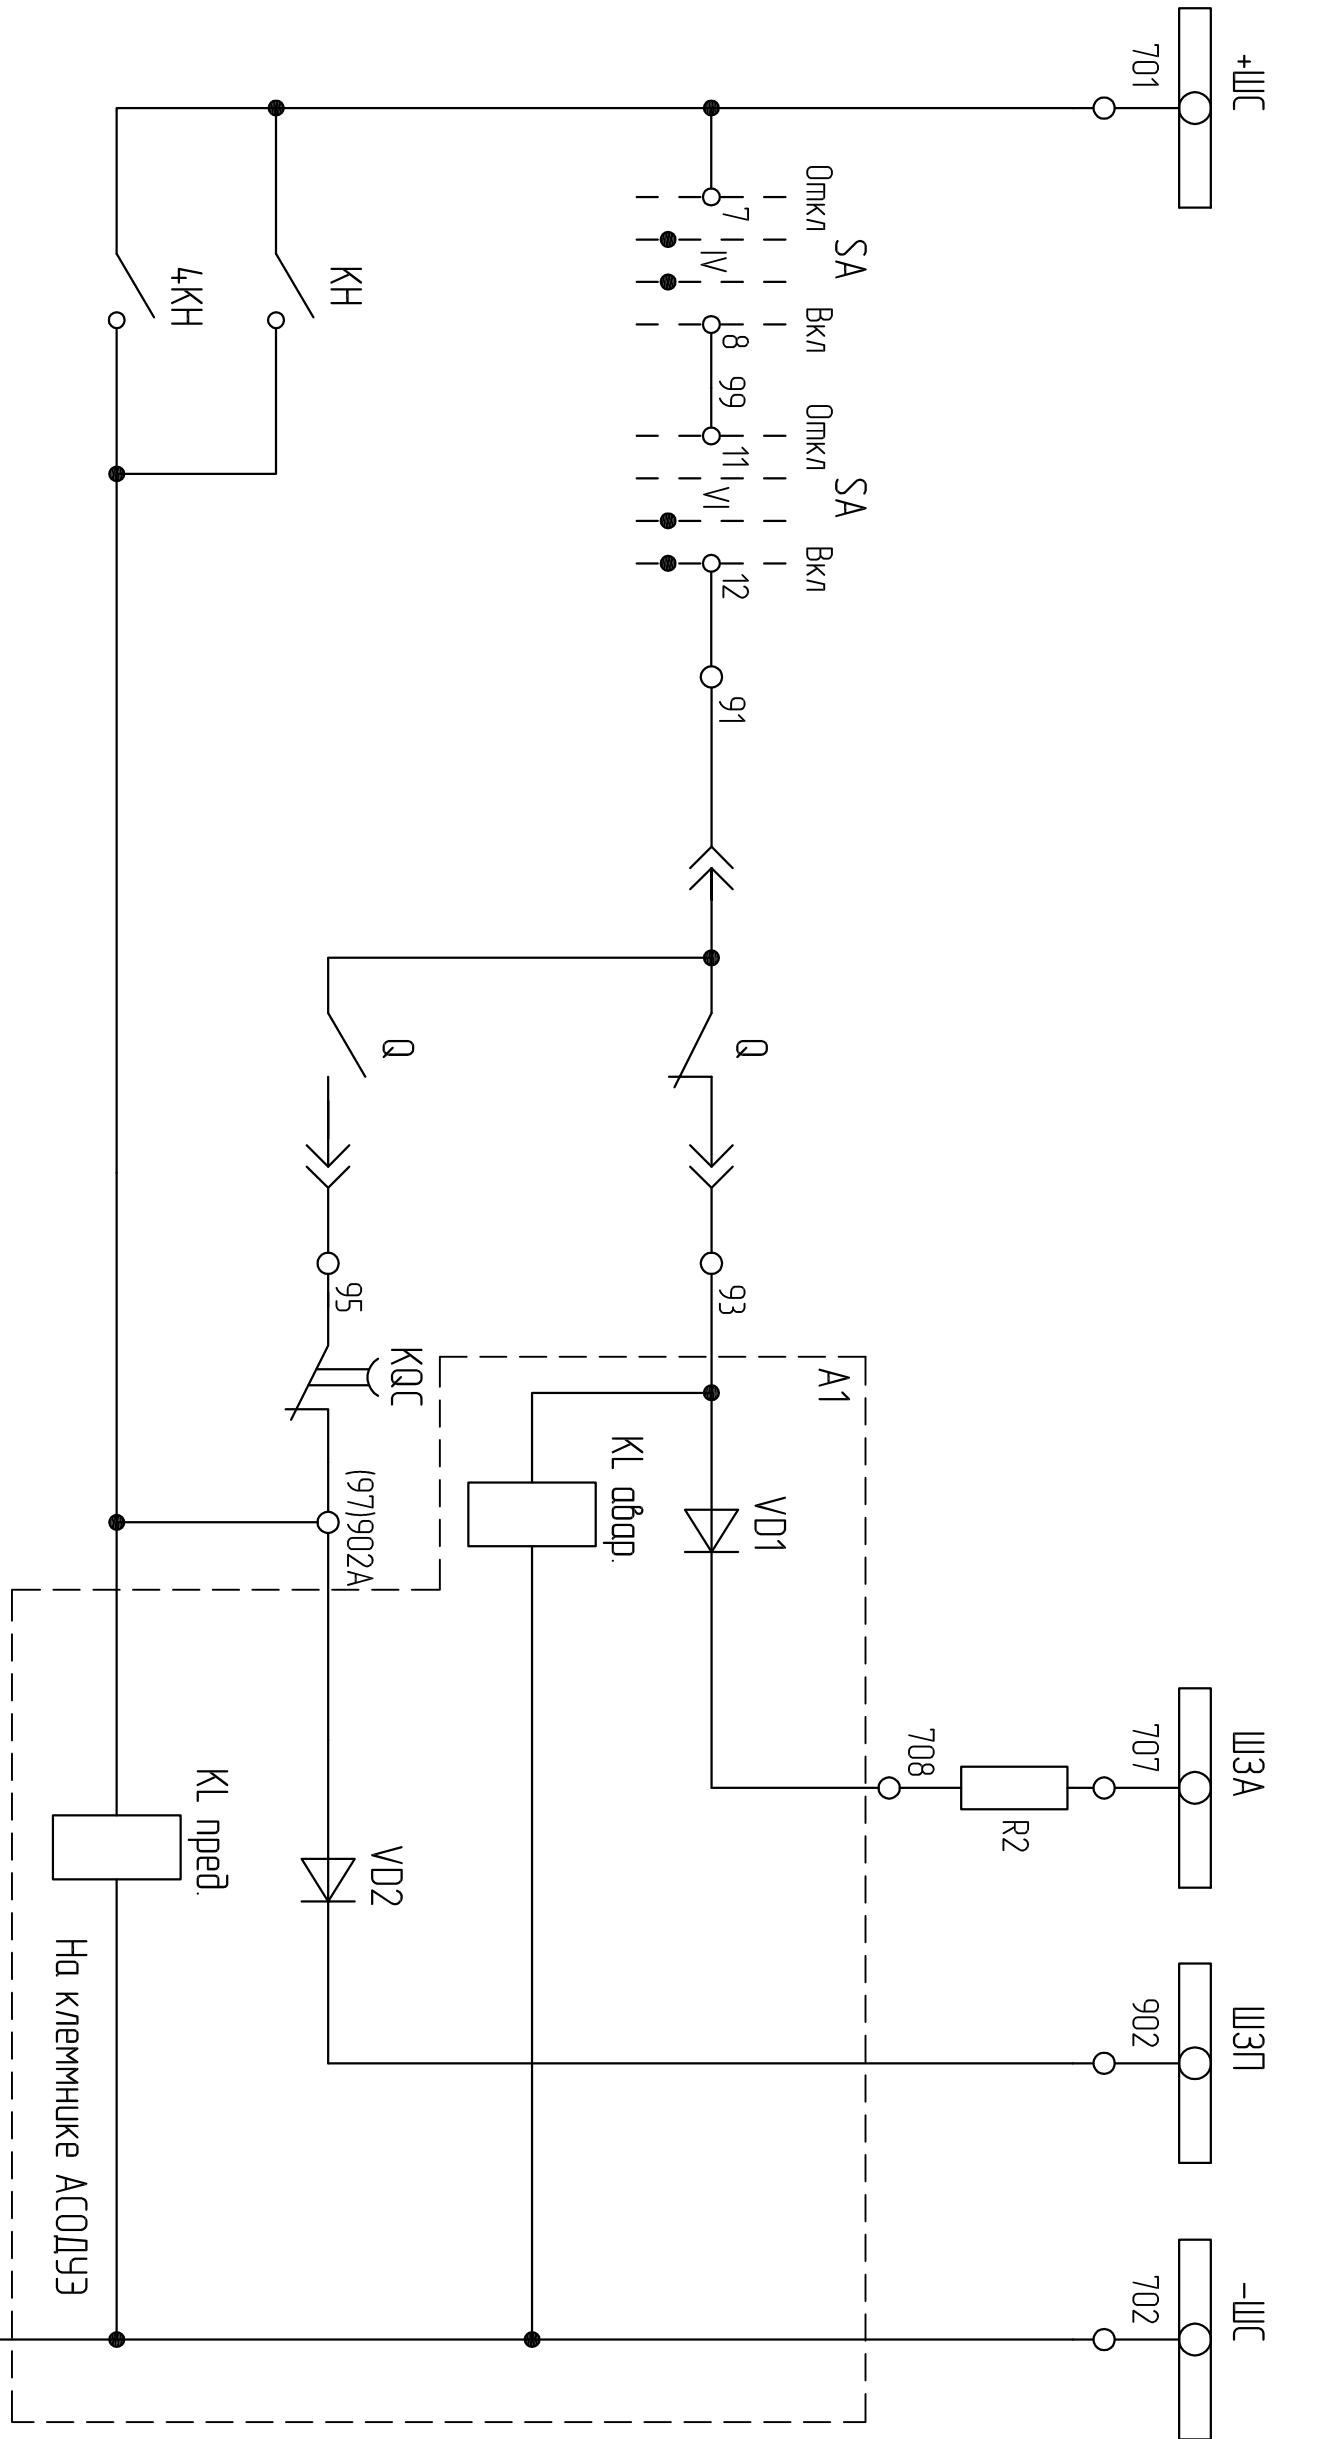 +ШС
ШЗА
ШЗП
-ШС
701
707
902
702
R2
708
SA
SA
Откл
Вкл
Откл
Вкл
7
8
99
11
12
91
IV
VI
Q
93
A1
VD1
KL авар.
КН
Q
95
KQC
(97)902А
VD2
4КН
KL пред.
На клеммнике АСОДУЭ